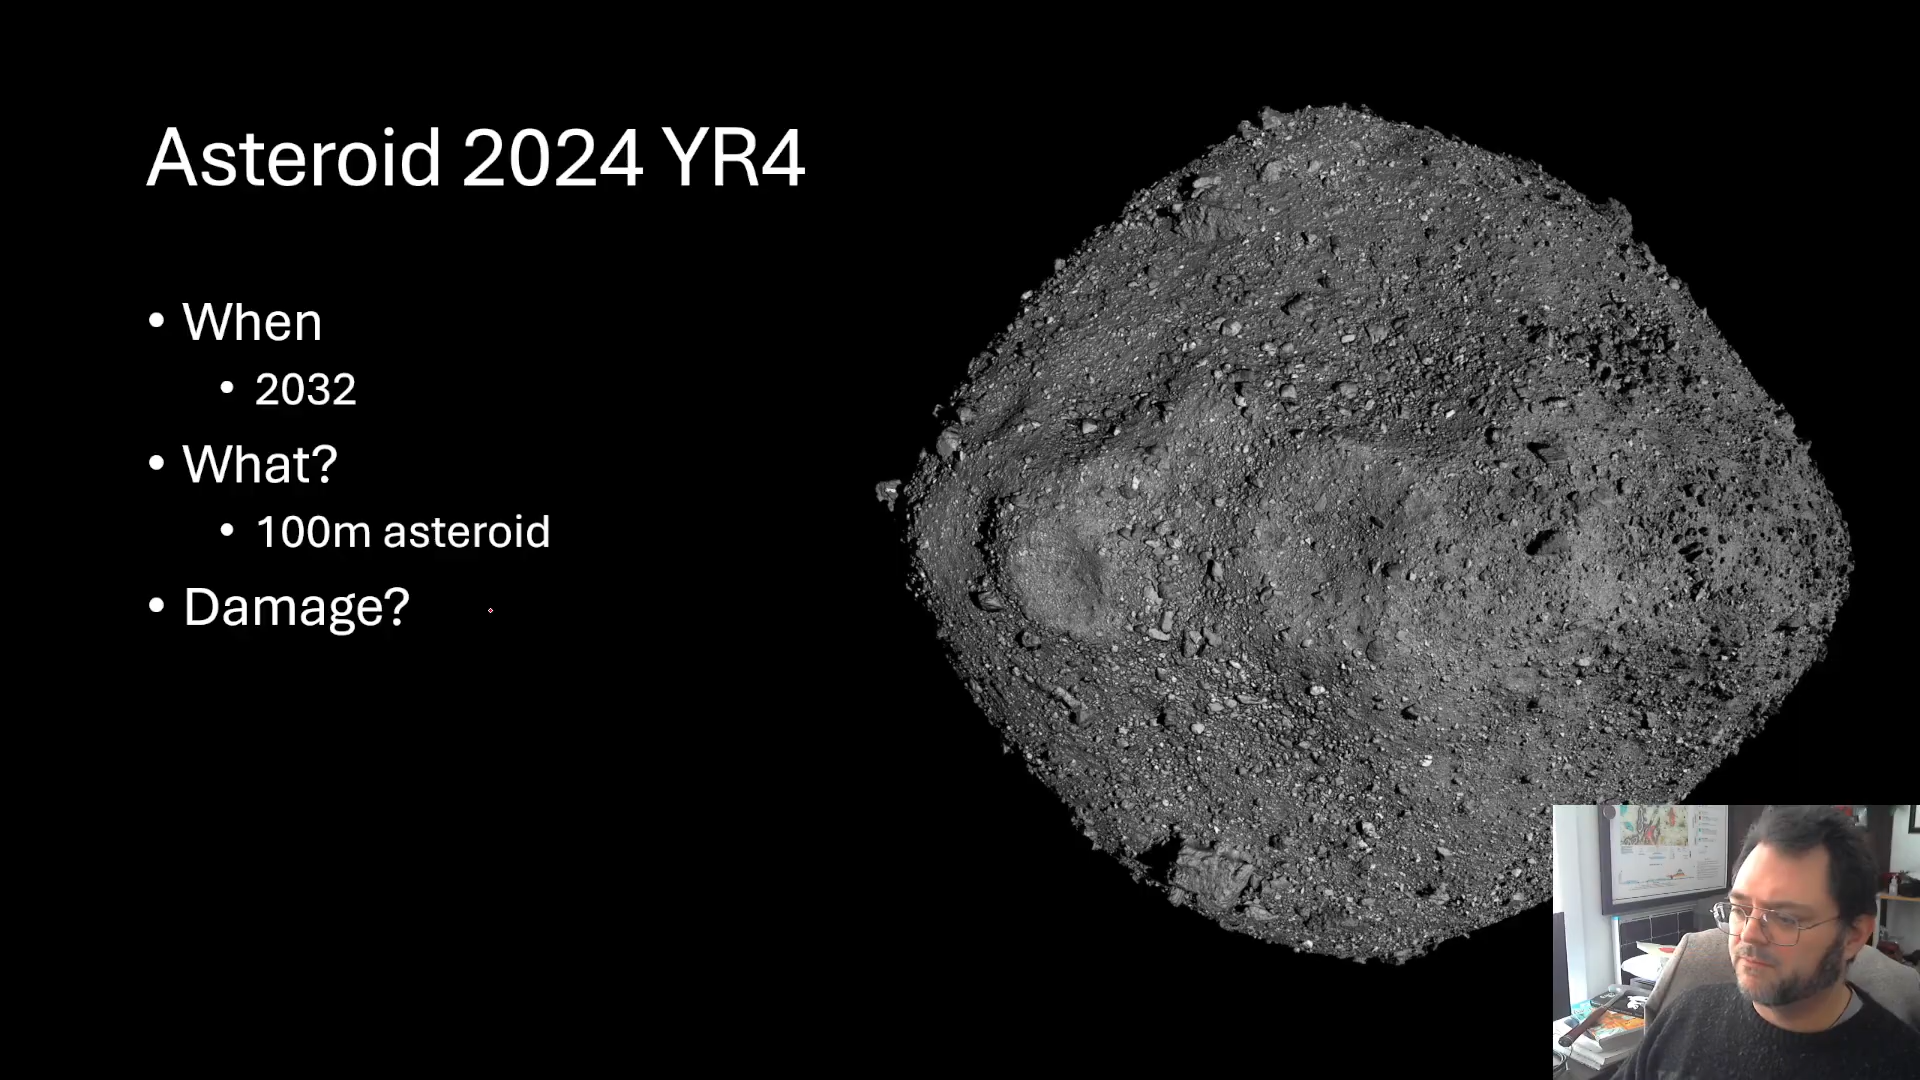 Asteroid 2024 YR4
• When
• 2032
• What?
• 100m asteroid
• Damage?